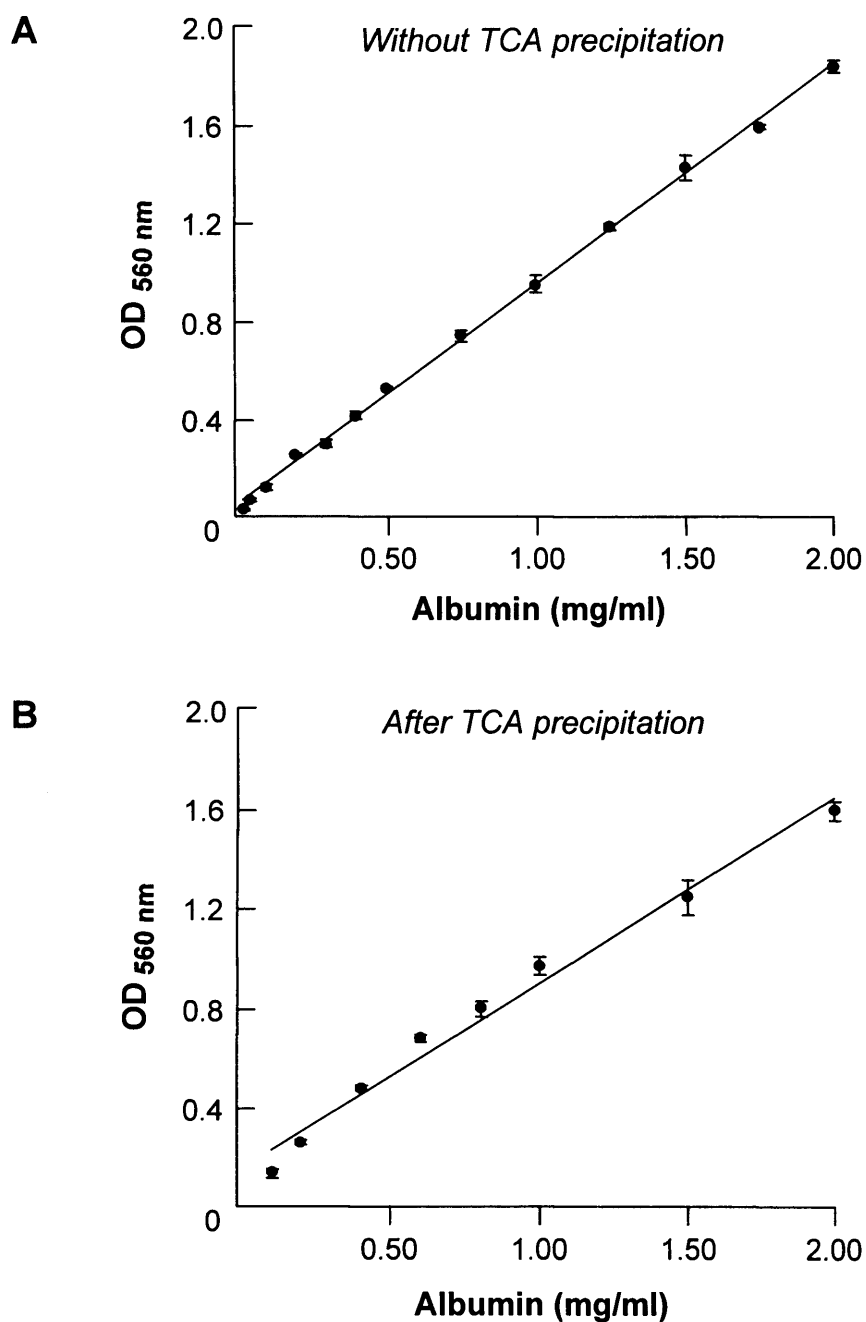 A
Without TCA precipitation
2.0
1.6
1.2
0.8
0.4
0
OD 560 nm
0.50 1.00 1.50 2.00
Albumin (mg/ml)
B
After TCA precipitation
2.0
1.6
1.2
0.8
0.4
0
OD 560 nm
0.50 1.00 1.50 2.00
Albumin (mg/ml)